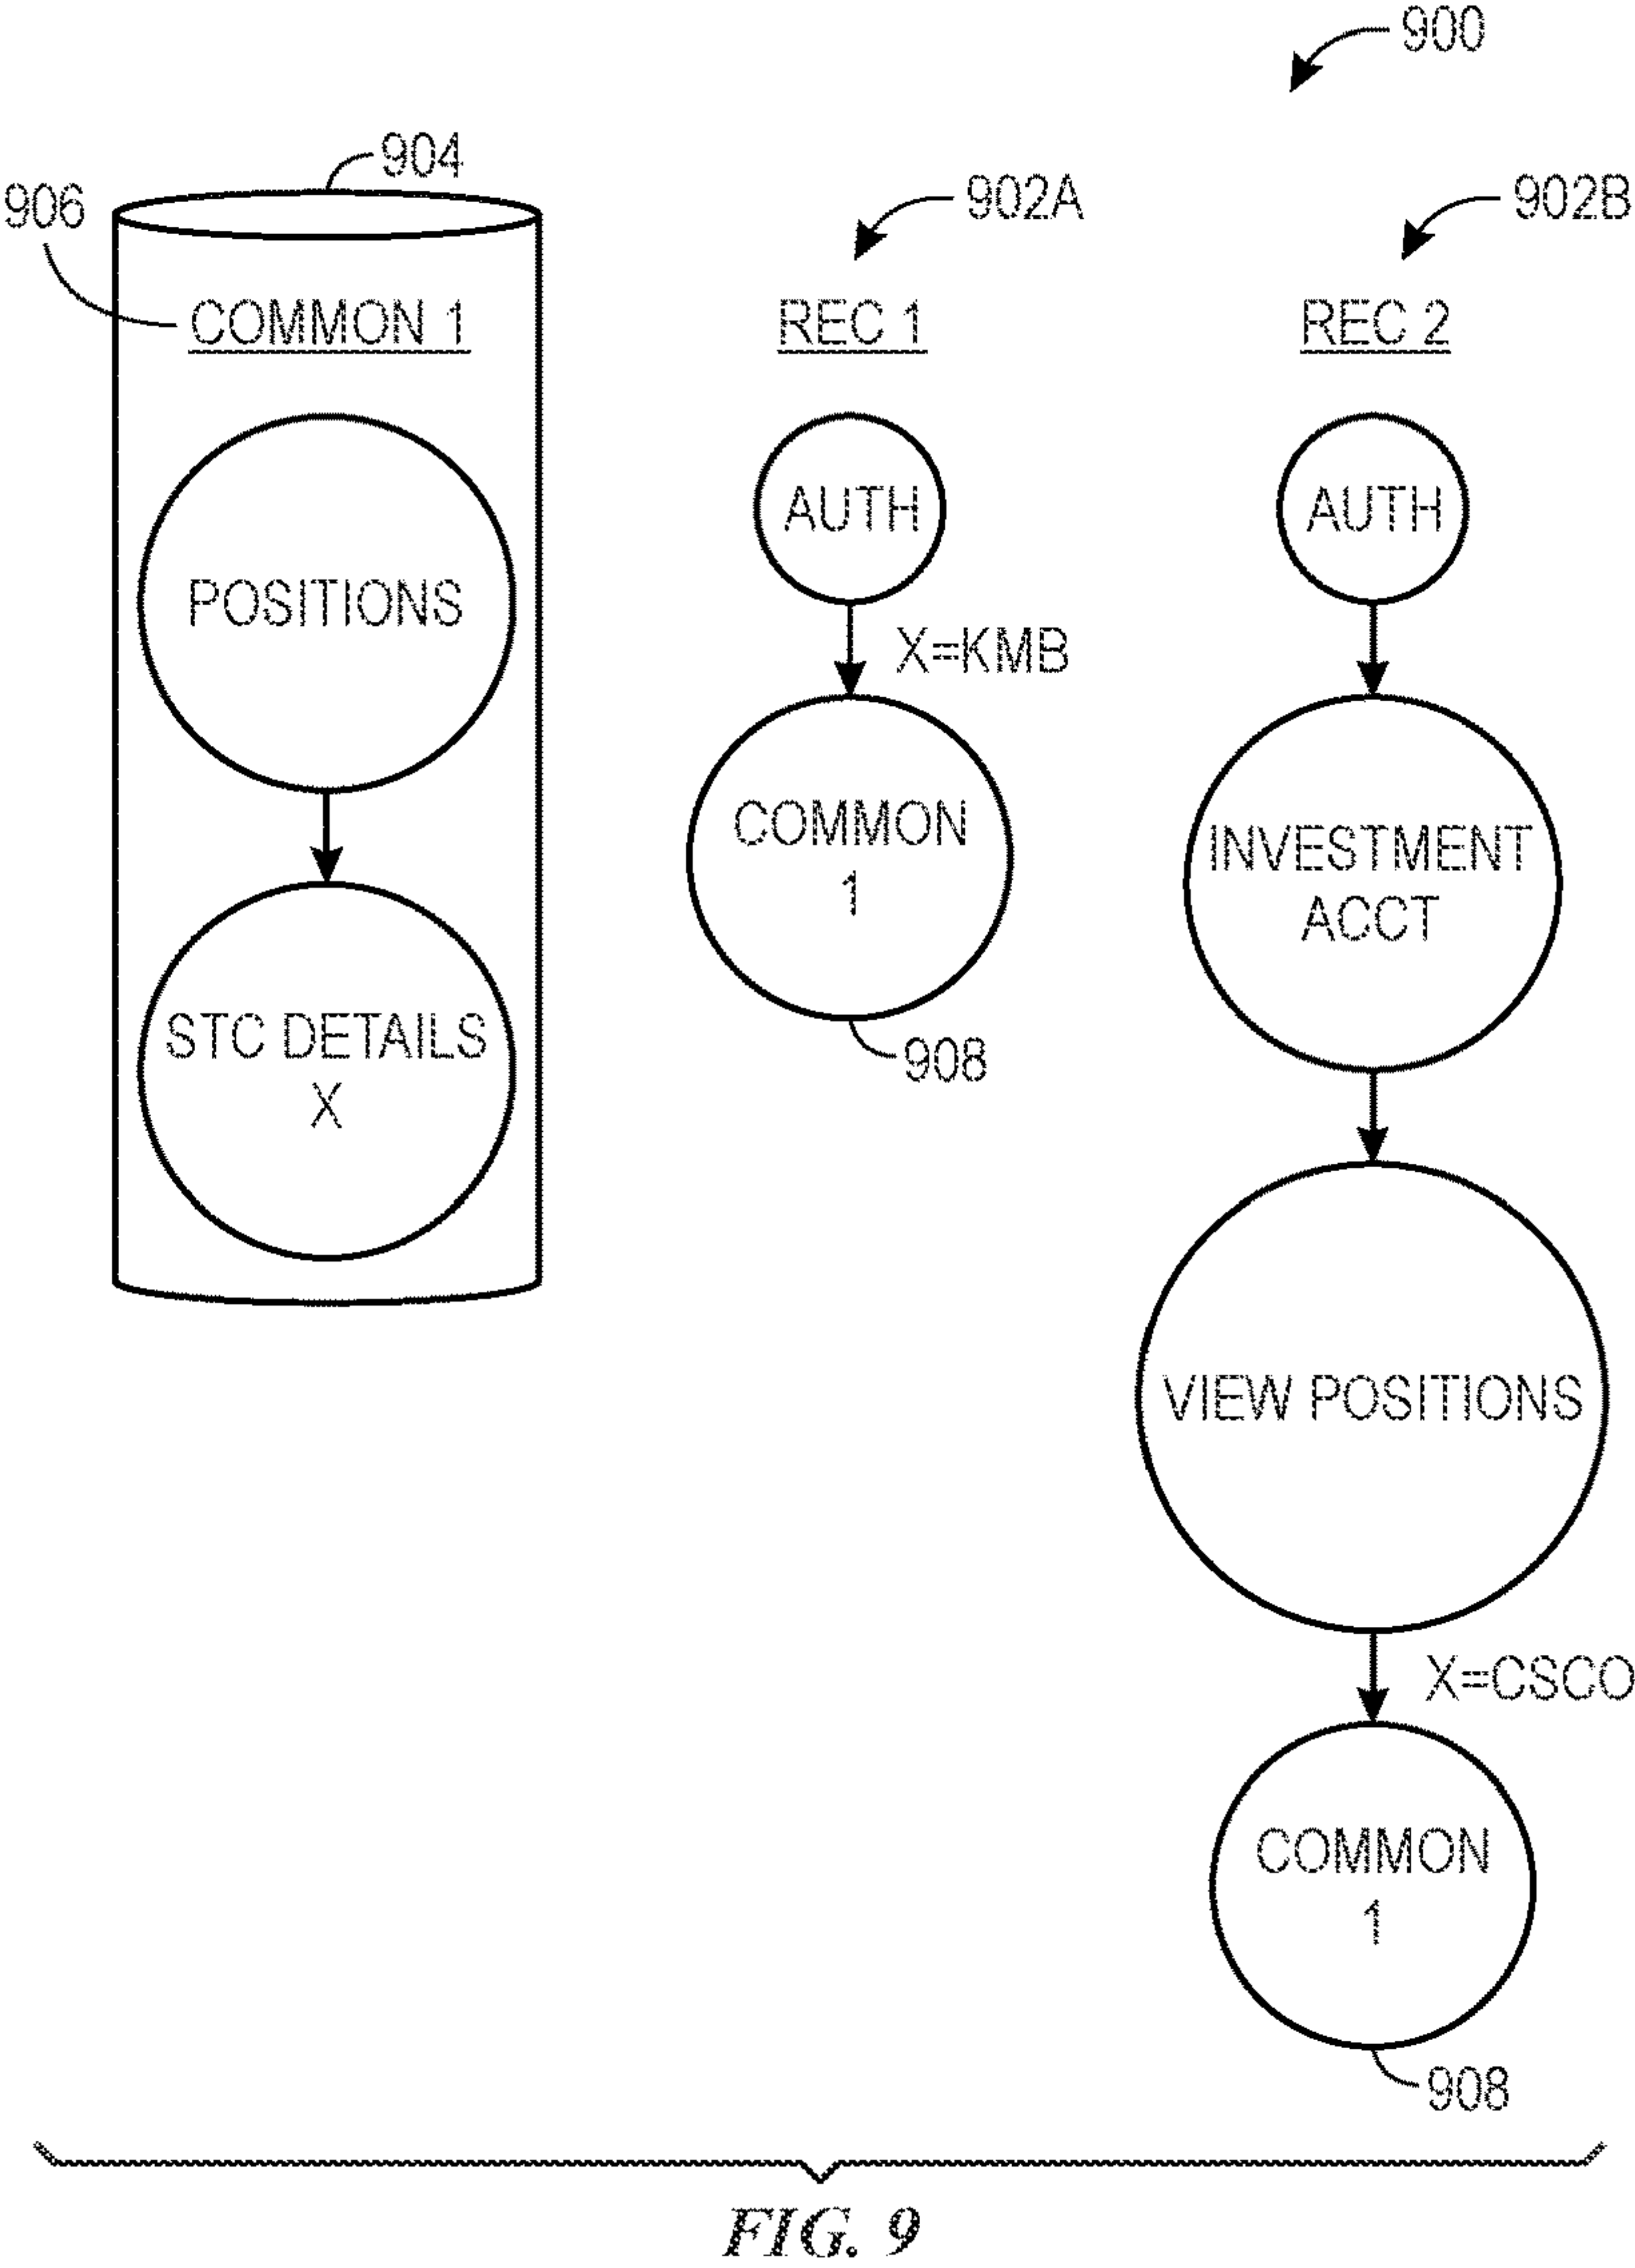 900
904
906
902A
902B
COMMON 1
REC 1
REC 2
POSITIONS
STC DETAILS
X
AUTH
X=KMB
COMMON
1
908
AUTH
INVESTMENT
ACCT
VIEW POSITIONS
X=CSCO
COMMON
1
908
FIG. 9